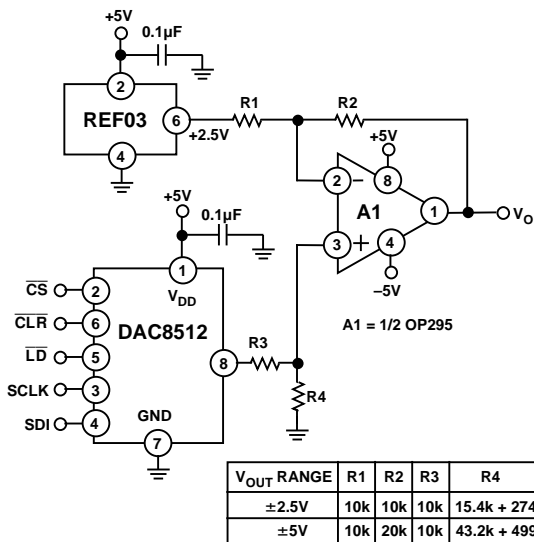 +5V
0.1µF
2
REF03
6
+2.5V
4
R1
R2
+5V
2 −
8
A1
1
VO
3 +
4
−5V
A1 = 1/2 OP295
+5V
0.1µF
1
VDD
CS 2
CLR 6
DAC8512
LD 5
8
R3
SCLK 3
R4
SDI 4
GND
7
VOUT RANGE R1 R2 R3 R4
±2.5V 10k 10k 10k 15.4k + 274
±5V 10k 20k 10k 43.2k + 499